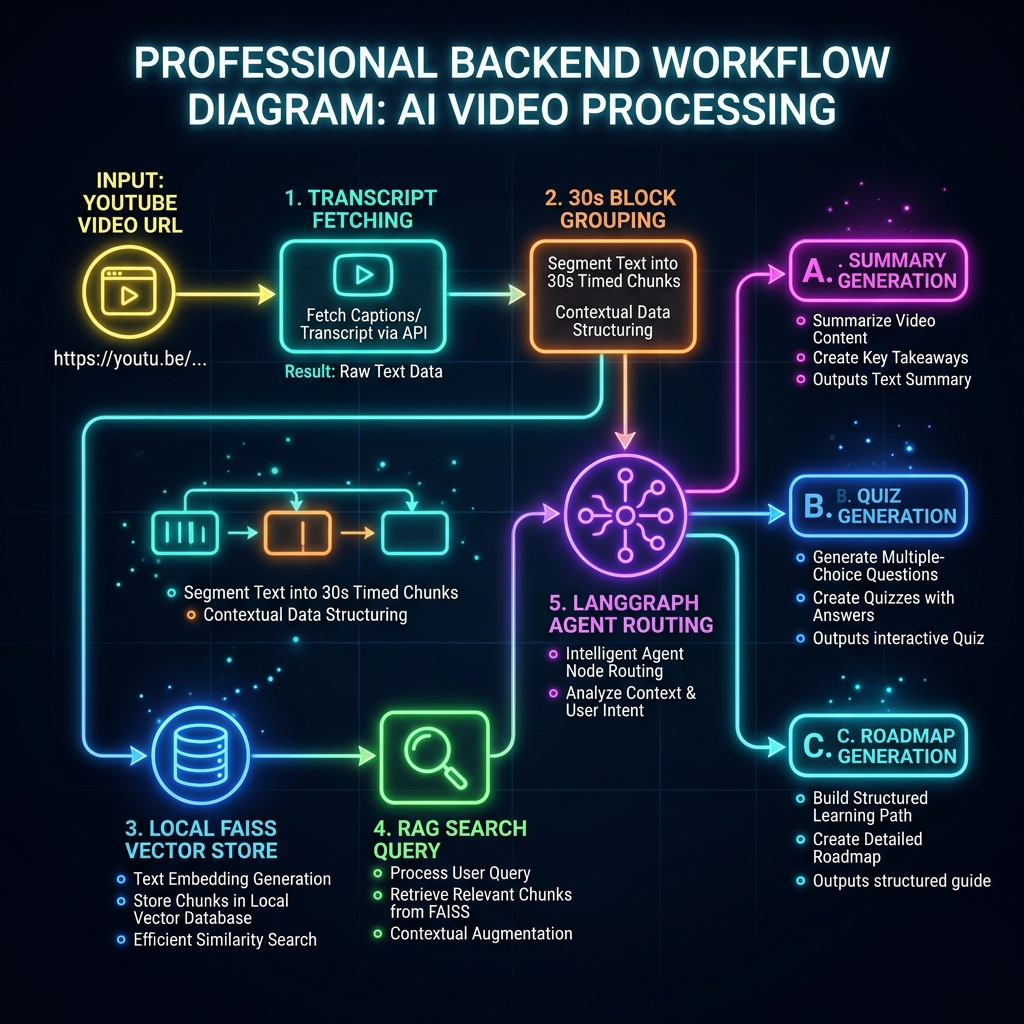 PROFESSIONAL BACKEND WORKFLOW
DIAGRAM: AI VIDEO PROCESSING
INPUT:
YOUTUBE
VIDEO URL
https://youtu.be/...
1. TRANSCRIPT
FETCHING
Fetch Captions/
Transcript via API
Result: Raw Text Data
2. 30s BLOCK
GROUPING
Segment Text into
30s Timed Chunks
Contextual Data
Structuring
A. . SUMMARY
GENERATION
Summarize Video
Content
Create Key Takeaways
Outputs Text Summary
Segment Text into 30s Timed Chunks
Contextual Data Structuring
5. LANGGRAPH
AGENT ROUTING
Intelligent Agent
Node Routing
Analyze Context &
User Intent
B. B. QUIZ
GENERATION
Generate Multiple-
Choice Questions
Create Quizzes with
Answers
Outputs interactive Quiz
3. LOCAL FAISS
VECTOR STORE
Text Embedding Generation
Store Chunks in Local
Vector Database
Efficient Similarity Search
4. RAG SEARCH
QUERY
Process User Query
Retrieve Relevant Chunks
from FAISS
Contextual Augmentation
C. C. ROADMAP
GENERATION
Build Structured
Learning Path
Create Detailed
Roadmap
Outputs structured guide